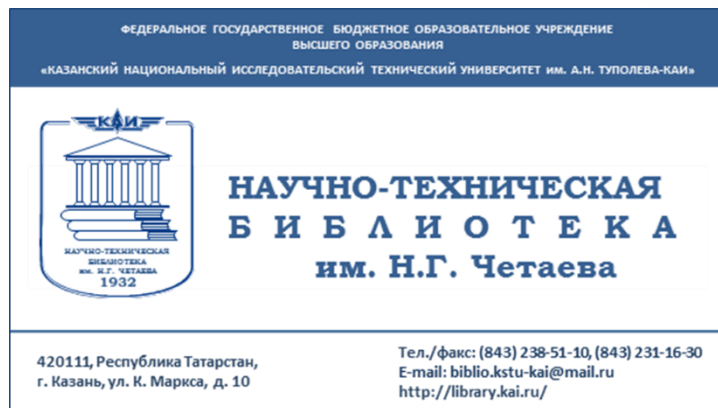 ФЕДЕРАЛЬНОЕ ГОСУДАРСТВЕННОЕ БЮДЖЕТНОЕ ОБРАЗОВАТЕЛЬНОЕ УЧРЕЖДЕНИЕ
ВЫСШЕГО ОБРАЗОВАНИЯ
«КАЗАНСКИЙ НАЦИОНАЛЬНЫЙ ИССЛЕДОВАТЕЛЬСКИЙ ТЕХНИЧЕСКИЙ УНИВЕРСИТЕТ им. А.Н. ТУПОЛЕВА-КАИ»
КАИ
НАУЧНО-ТЕХНИЧЕСКАЯ
БИБЛИОТЕКА
им. Н.Г. ЧЕТАЕВА
1932
НАУЧНО-ТЕХНИЧЕСКАЯ
БИБЛИОТЕКА
им. Н.Г. Четаева
420111, Республика Татарстан,
г. Казань, ул. К. Маркса, д. 10
Тел./факс: (843) 238-51-10, (843) 231-16-30
E-mail: biblio.kstu-kai@mail.ru
http://library.kai.ru/